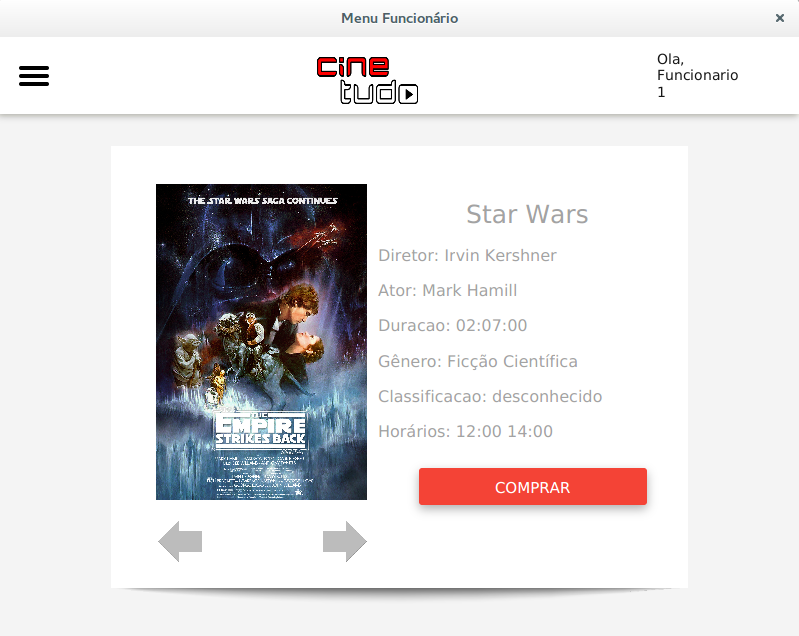 Menu Funcionário
cine
tudo
Ola,
Funcionario
1
THE STAR WARS SAGA CONTINUES
THE
EMPIRE
STRIKES BACK
Star Wars
Diretor: Irvin Kershner
Ator: Mark Hamill
Duracao: 02:07:00
Gênero: Ficção Científica
Classificacao: desconhecido
Horários: 12:00 14:00
COMPRAR